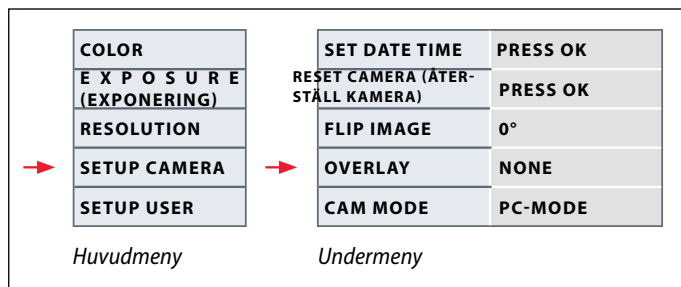 COLOR
E X P O S U R E
(EXPONERING)
RESOLUTION
SETUP CAMERA
SETUP USER
Huvudmeny
SET DATE TIME PRESS OK
RESET CAMERA (ÅTER-
STÄLL KAMERA) PRESS OK
FLIP IMAGE 0°
OVERLAY NONE
CAM MODE PC-MODE
Undermeny